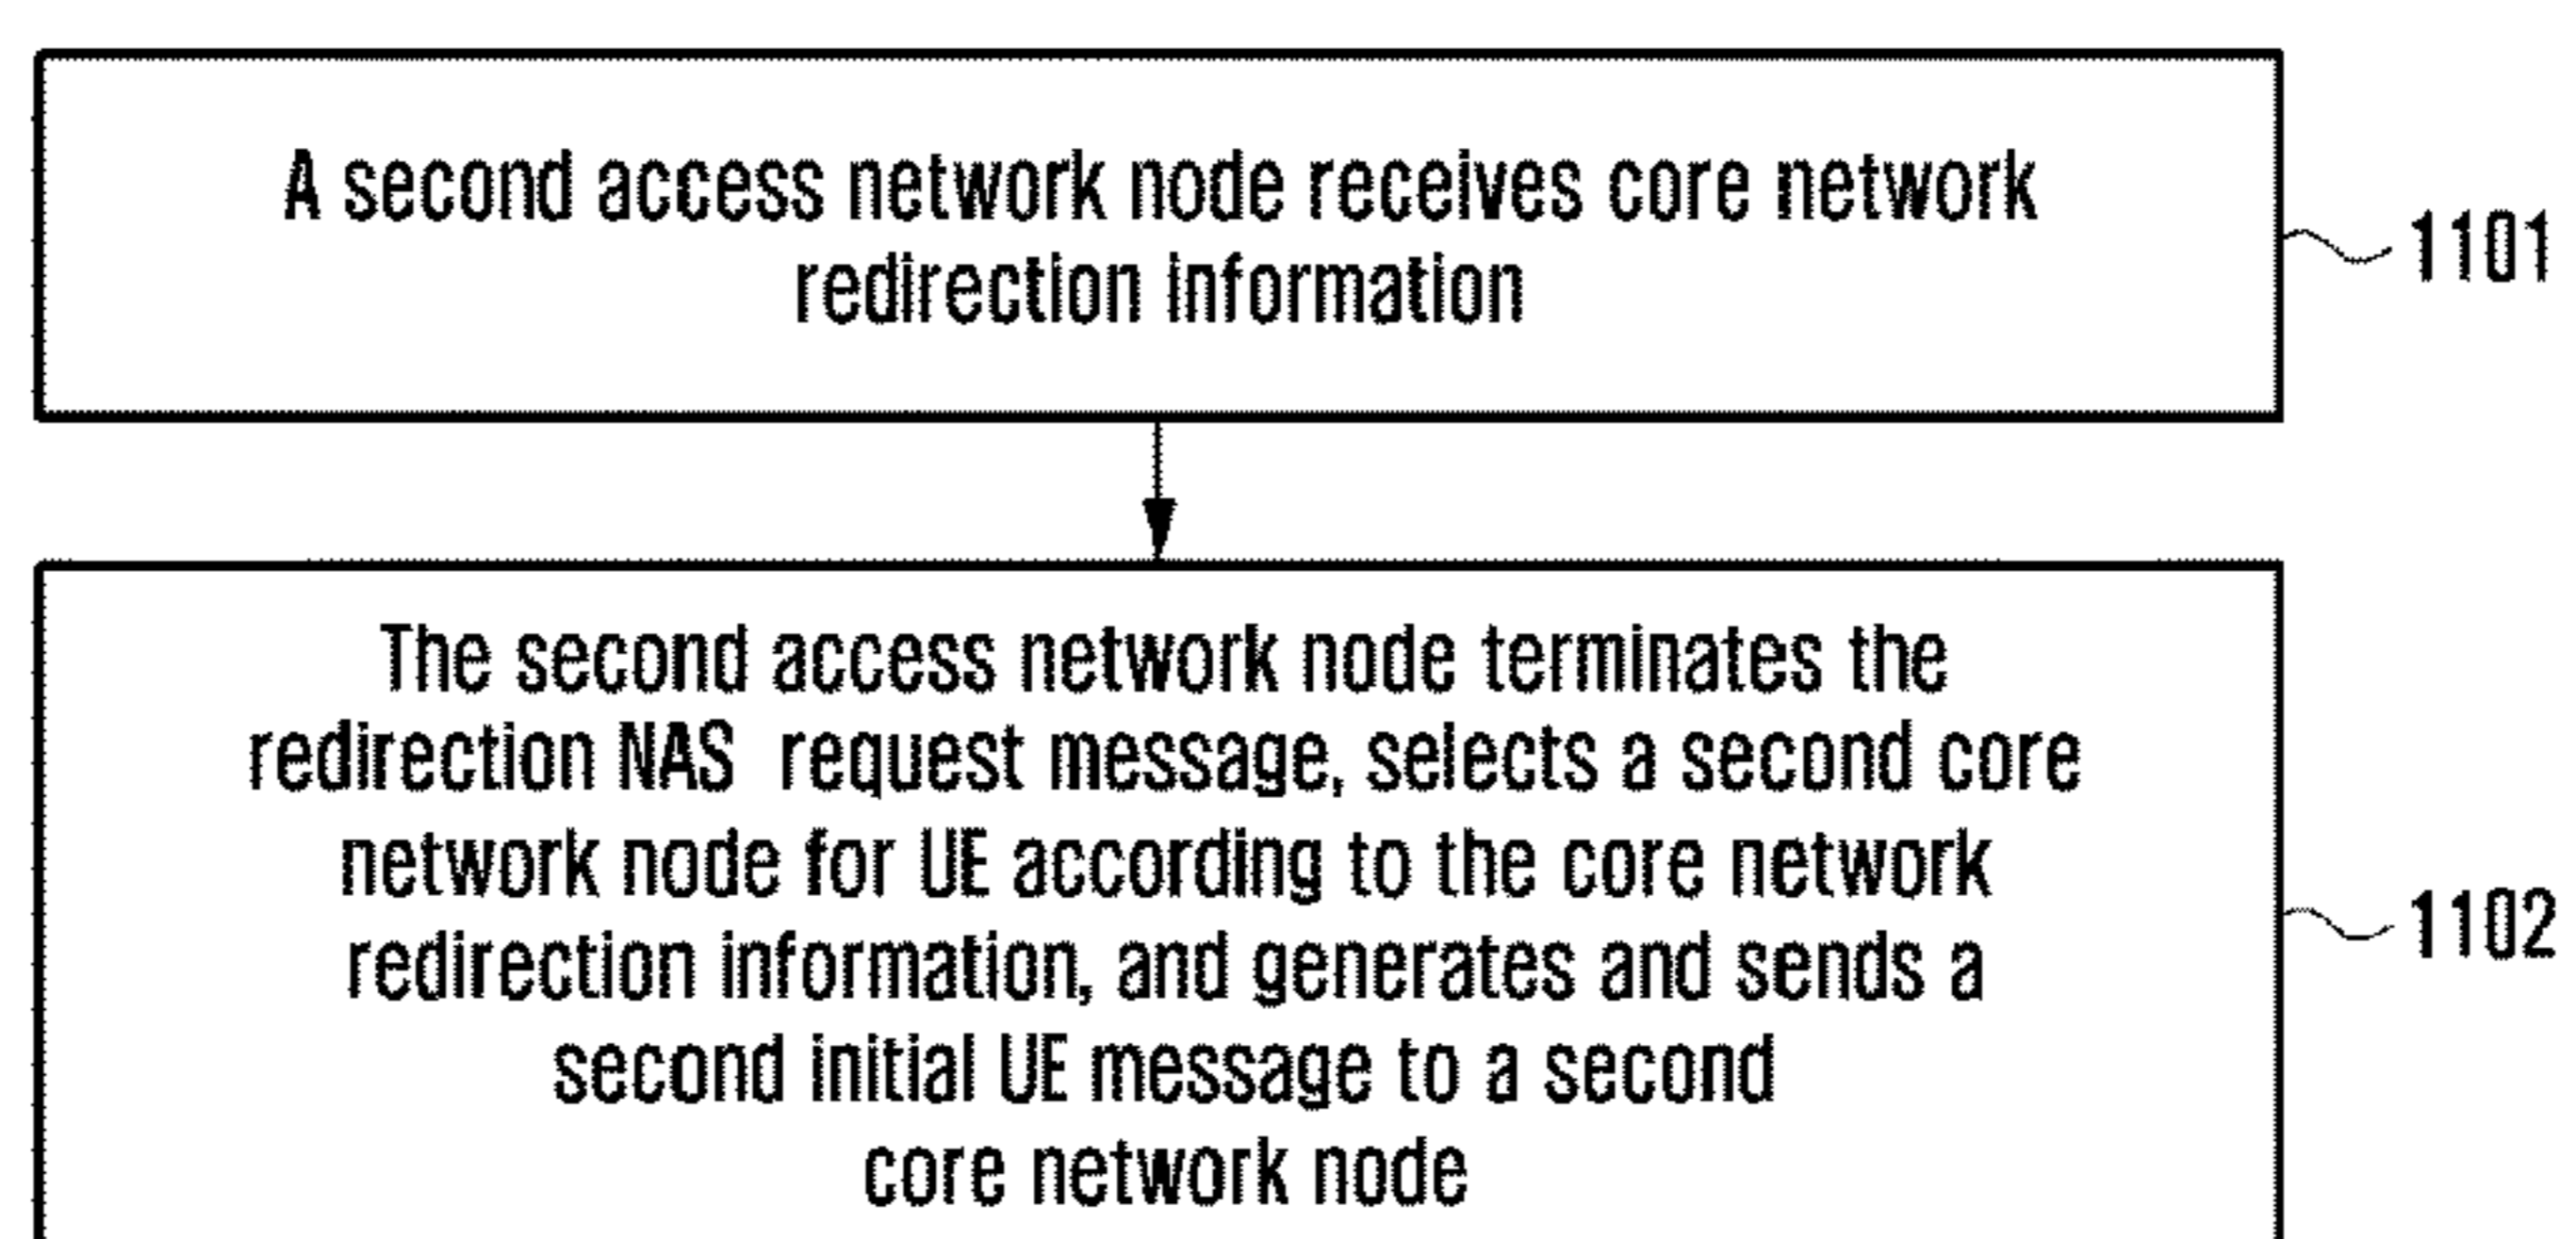 A second access network node receives core network
redirection information
1101
The second access network node terminates the
redirection NAS request message, selects a second core
network node for UE according to the core network
redirection information, and generates and sends a
second initial UE message to a second
core network node
1102